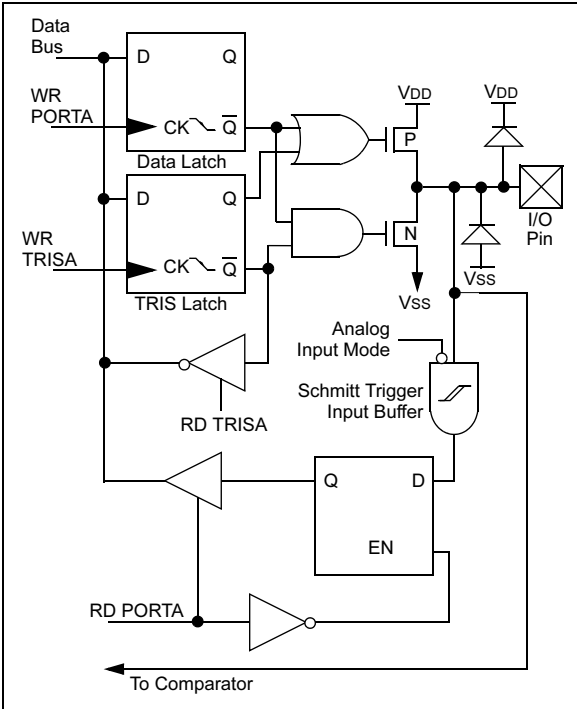 Data
Bus
D
Q
VDD
VDD
WR
PORTA
CK
Q
P
Data Latch
D
Q
I/O
Pin
WR
TRISA
N
CK
Q
VSS
TRIS Latch
VSS
Analog
Input Mode
Schmitt Trigger
Input Buffer
RD TRISA
Q
D
EN
RD PORTA
To Comparator